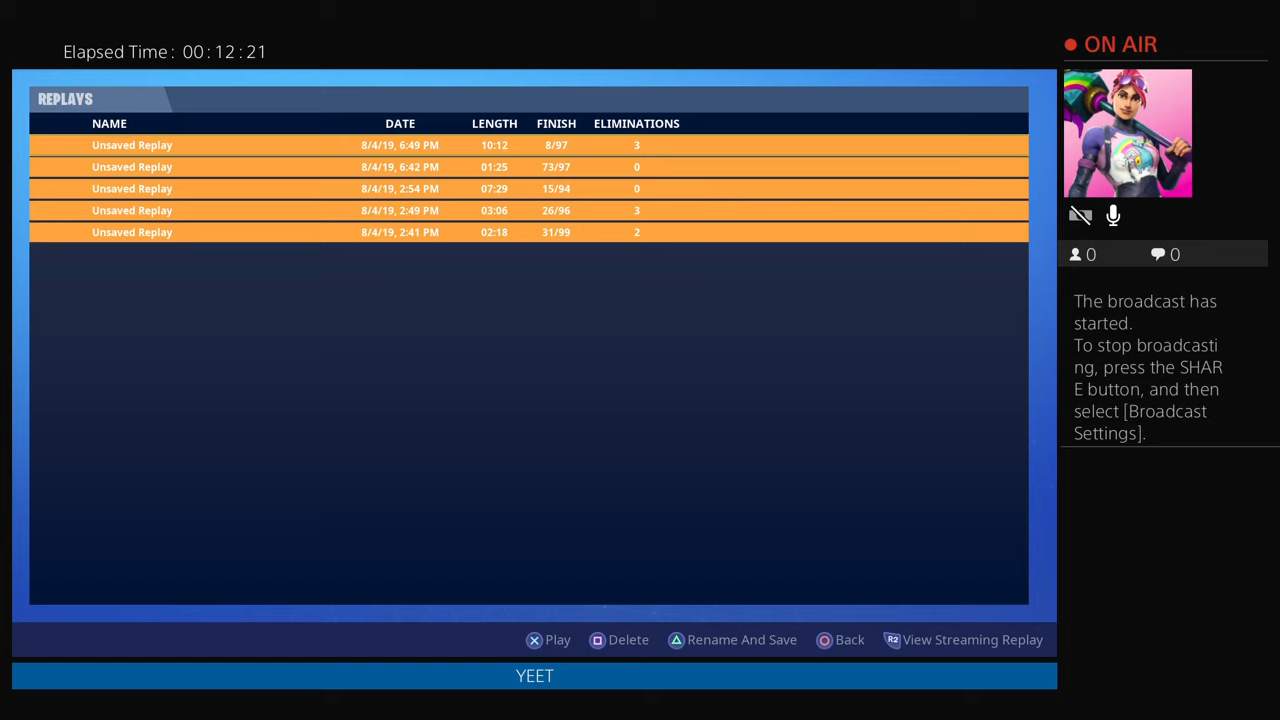 Elapsed Time: 00:12:21
ON AIR
REPLAYS
NAME DATE LENGTH FINISH ELIMINATIONS
Unsaved Replay 8/4/19, 6:49 PM 10:12 8/97 3
Unsaved Replay 8/4/19, 6:42 PM 01:25 73/97 0
Unsaved Replay 8/4/19, 2:54 PM 07:29 15/94 0
Unsaved Replay 8/4/19, 2:49 PM 03:06 26/96 3
Unsaved Replay 8/4/19, 2:41 PM 02:18 31/99 2
0 0
The broadcast has
started.
To stop broadcasti
ng, press the SHAR
E button, and then
select [Broadcast
Settings].
Play Delete Rename And Save Back R2 View Streaming Replay
YEET